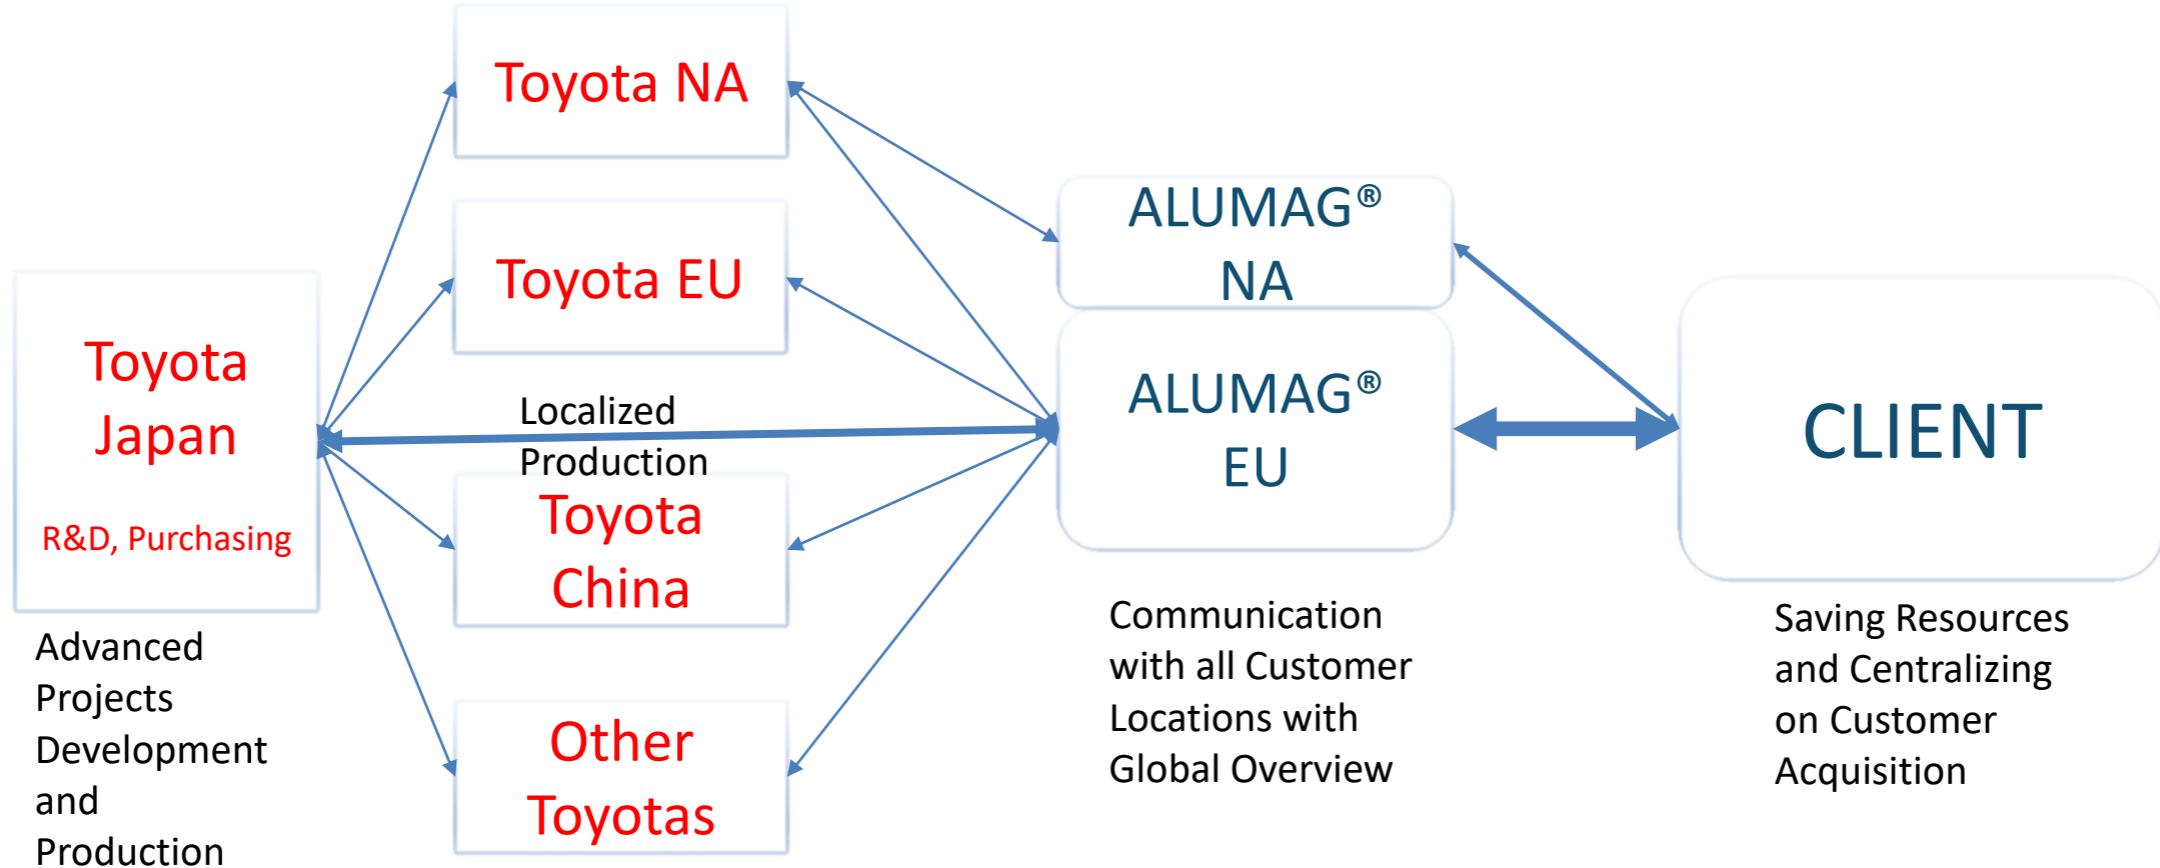 Toyota NA
Toyota EU
Toyota
Japan
R&D, Purchasing
Advanced
Projects
Development
and
Production
Localized
Production
Toyota
China
Other
Toyotas
ALUMAG®
NA
ALUMAG®
EU
Communication
with all Customer
Locations with
Global Overview
CLIENT
Saving Resources
and Centralizing
on Customer
Acquisition